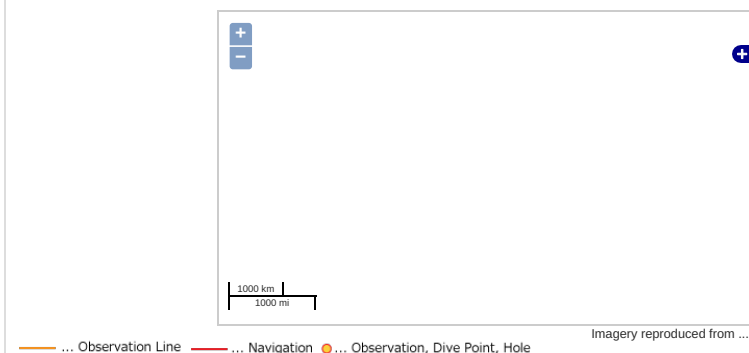 +
−
+
1000 km
1000 mi
Imagery reproduced from ...
... Observation Line ... Navigation ... Observation, Dive Point, Hole